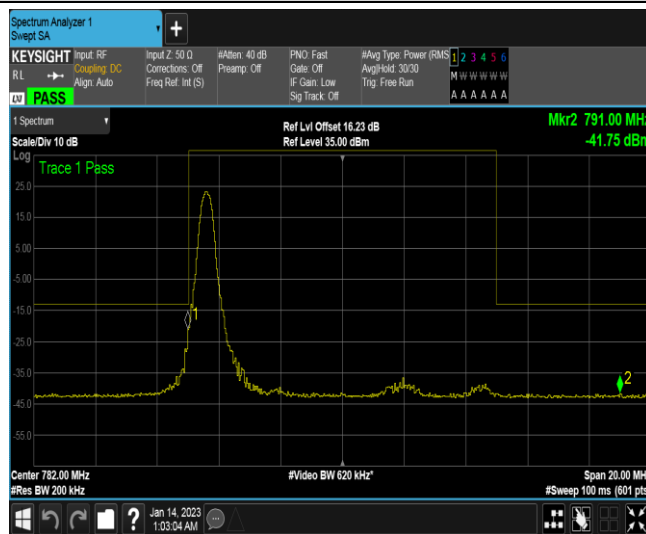 Spectrum Analyzer 1
Swept SA
+
KEYSIGHT Input: RF Input Z: 50 Ω #Atten: 40 dB PNO: Fast #Avg Type: Power (RMS 1 2 3 4 5 6
RL Coupling: DC Corrections: Off Preamp: Off Gate: Off Avg|Hold: 30/30 M W W W W W
Align: Auto Freq Ref: Int (S) IF Gain: Low Trig: Free Run
LXI PASS Sig Track: Off A A A A A A
1 Spectrum Ref Lvl Offset 16.23 dB Mkr2 791.00 MHz
Scale/Div 10 dB Ref Level 35.00 dBm -41.75 dBm
Log
Trace 1 Pass
25.0
15.0
5.00
-5.00
1
-15.0
-25.0
-35.0
2
-45.0
-55.0
Center 782.00 MHz #Video BW 620 kHz* Span 20.00 MHz
#Res BW 200 kHz #Sweep 100 ms (601 pts
? Jan 14, 2023
1:03:04 AM